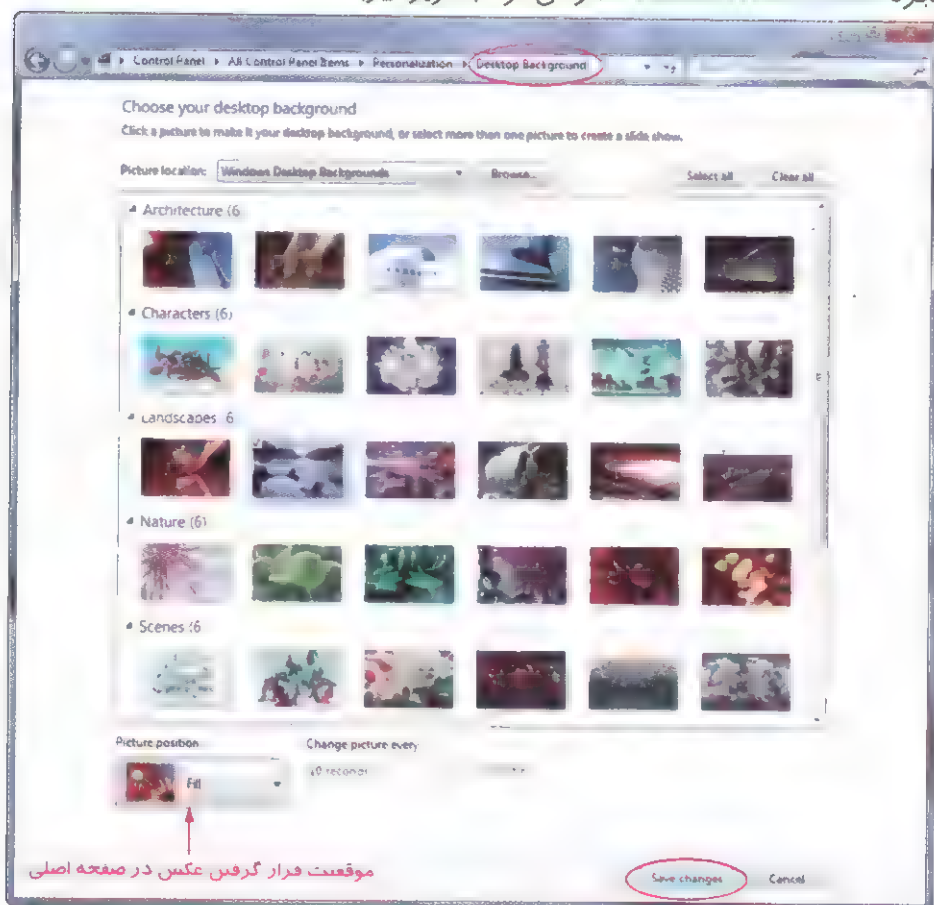 Control Panel ▸ All Control Panel Items ▸ Personalization ▸ Desktop Background
Choose your desktop background
Click a picture to make it your desktop background, or select more than one picture to create a slide show.
Picture location: Windows Desktop Backgrounds Browse... Select all Clear all
Architecture (6
Characters (6)
Landscapes 6
Nature (6)
Scenes (6
Picture position Change picture every
Fill
موقعیت قرار گرفتن عکس در صفحه اصلی
Save changes Cancel